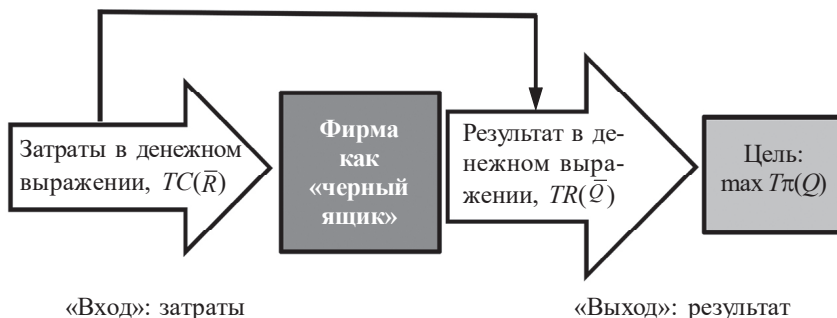 Затраты в денежном
выражении, TC(R̅)
Фирма
как
«черный
ящик»
Результат в де-
нежном выра-
жении, TR(Q̅)
Цель:
max Tπ(Q)
«Вход»: затраты
«Выход»: результат